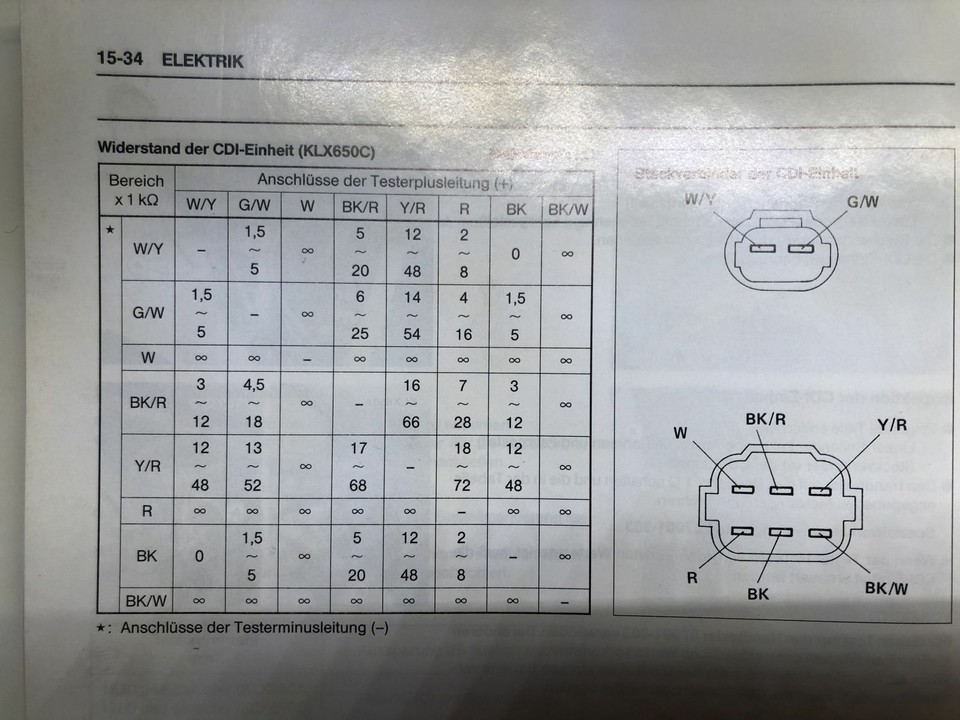 15-34 ELEKTRIK
Widerstand der CDI-Einheit (KLX650C)
Bereich x 1 kΩ
Anschlüsse der Testerplusleitung (+)
W/Y G/W W BK/R Y/R R BK BK/W
★ W/Y – 1,5 ~ 5 ∞ 5 ~ 20 12 ~ 48 2 ~ 8 0 ∞
G/W 1,5 ~ 5 – ∞ 6 ~ 25 14 ~ 54 4 ~ 16 1,5 ~ 5 ∞
W ∞ ∞ – ∞ ∞ ∞ ∞ ∞
BK/R 3 ~ 12 4,5 ~ 18 ∞ – 16 ~ 66 7 ~ 28 3 ~ 12 ∞
Y/R 12 ~ 48 13 ~ 52 ∞ 17 ~ 68 – 18 ~ 72 12 ~ 48 ∞
R ∞ ∞ ∞ ∞ ∞ – ∞ ∞
BK 0 1,5 ~ 5 ∞ 5 ~ 20 12 ~ 48 2 ~ 8 – ∞
BK/W ∞ ∞ ∞ ∞ ∞ ∞ ∞ –
★: Anschlüsse der Testerminusleitung (–)
Steckverbinder der CDI-Einheit
W/Y G/W
W BK/R Y/R
R BK BK/W